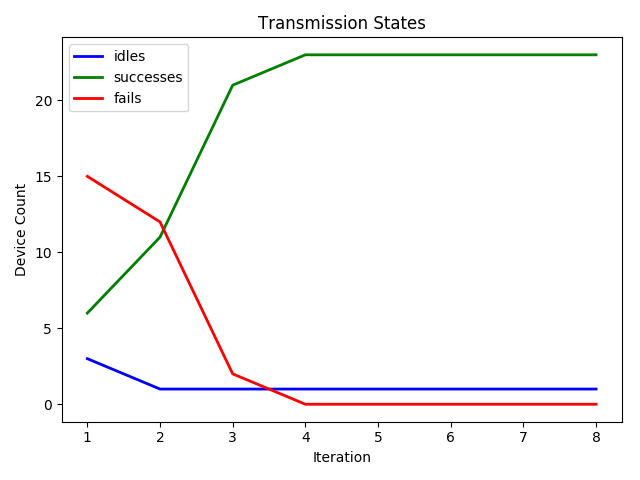 Transmission States
idles
successes
fails
Device Count
20
15
10
5
0
1 2 3 4 5 6 7 8
Iteration